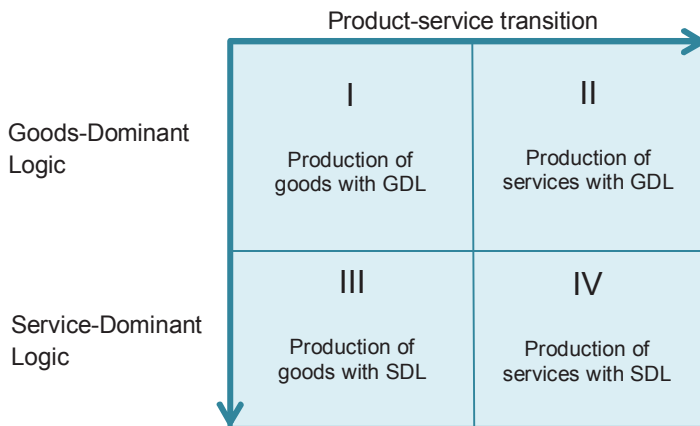 Product-service transition
Goods-Dominant
Logic
I
Production of
goods with GDL
II
Production of
services with GDL
Service-Dominant
Logic
III
Production of
goods with SDL
IV
Production of
services with SDL